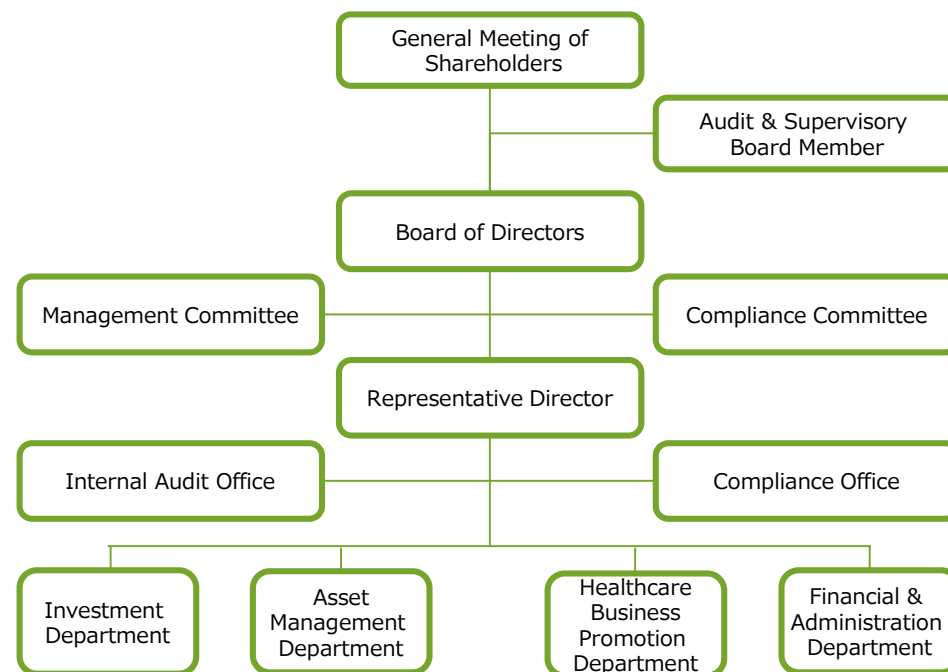 General Meeting of
Shareholders
Audit & Supervisory
Board Member
Board of Directors
Management Committee
Compliance Committee
Representative Director
Internal Audit Office
Compliance Office
Investment
Department
Asset
Management
Department
Healthcare
Business
Promotion
Department
Financial &
Administration
Department